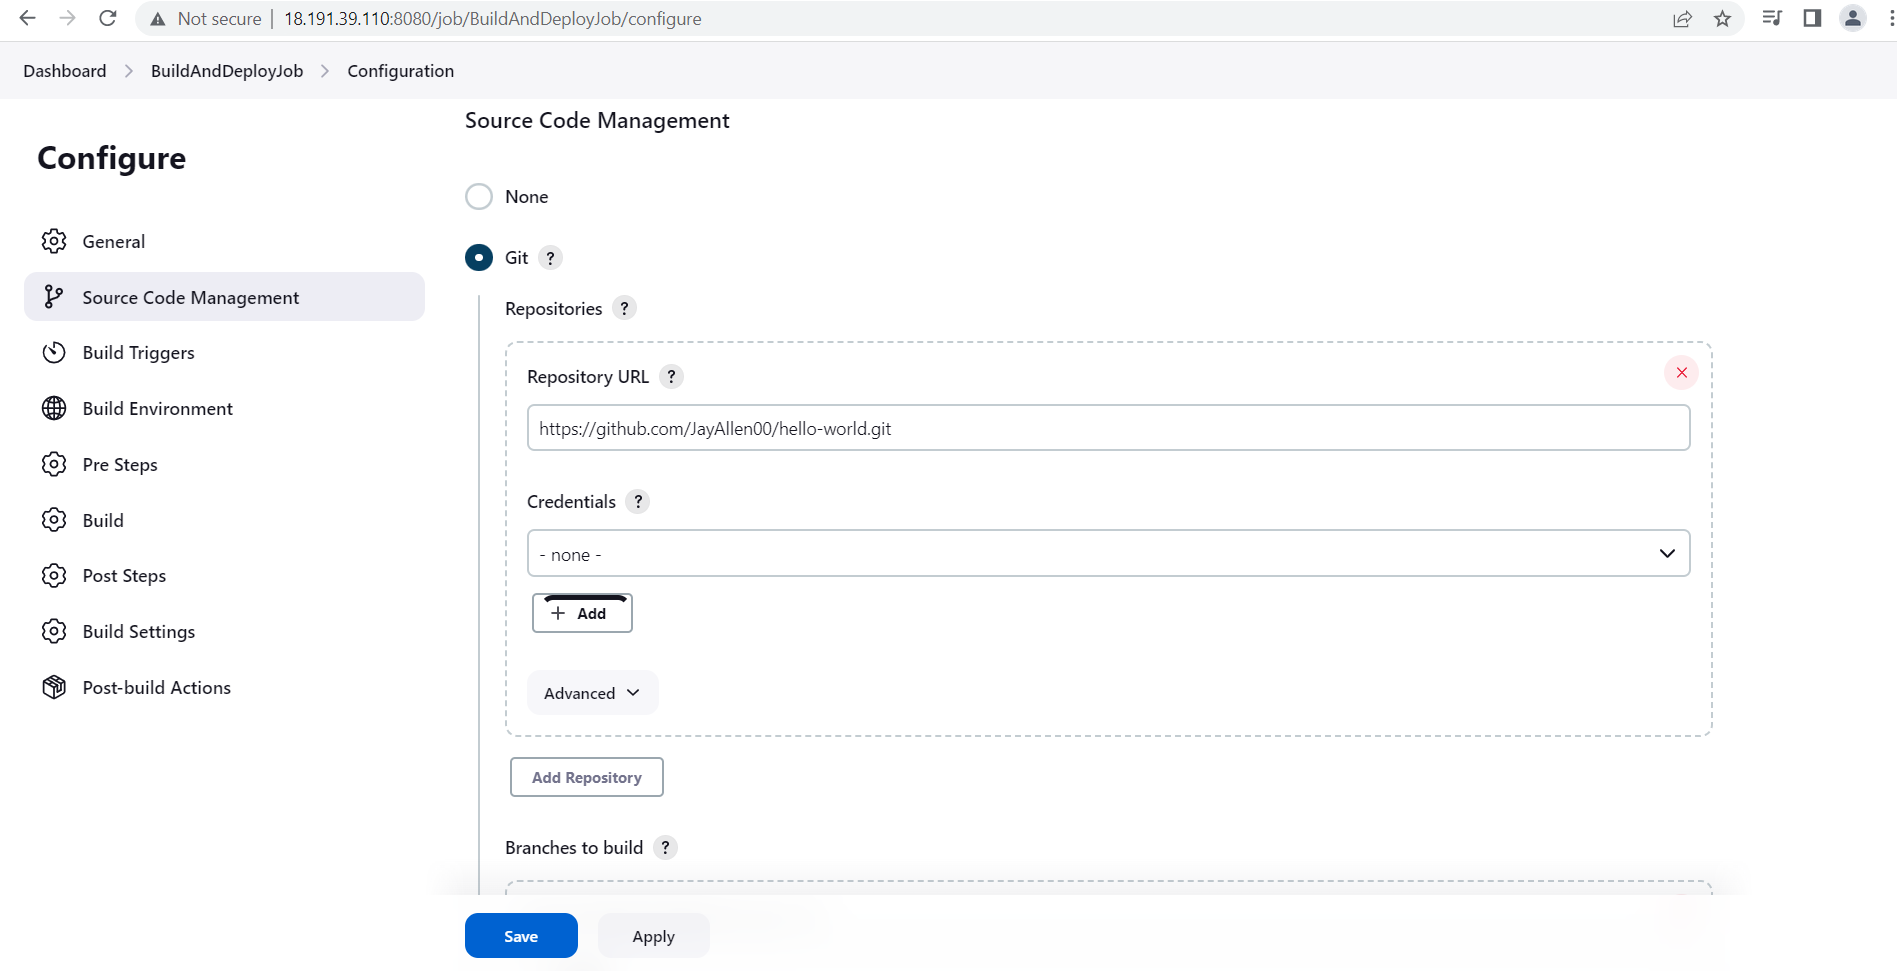 Not secure | 18.191.39.110:8080/job/BuildAndDeployJob/configure
Dashboard > BuildAndDeployJob > Configuration
Source Code Management
Configure
None
General
Git ?
Source Code Management
Repositories ?
Build Triggers
Repository URL ?
Build Environment
https://github.com/JayAllen00/hello-world.git
Pre Steps
Credentials ?
Build
- none -
Post Steps
+ Add
Build Settings
Post-build Actions
Advanced
Add Repository
Branches to build ?
Save
Apply